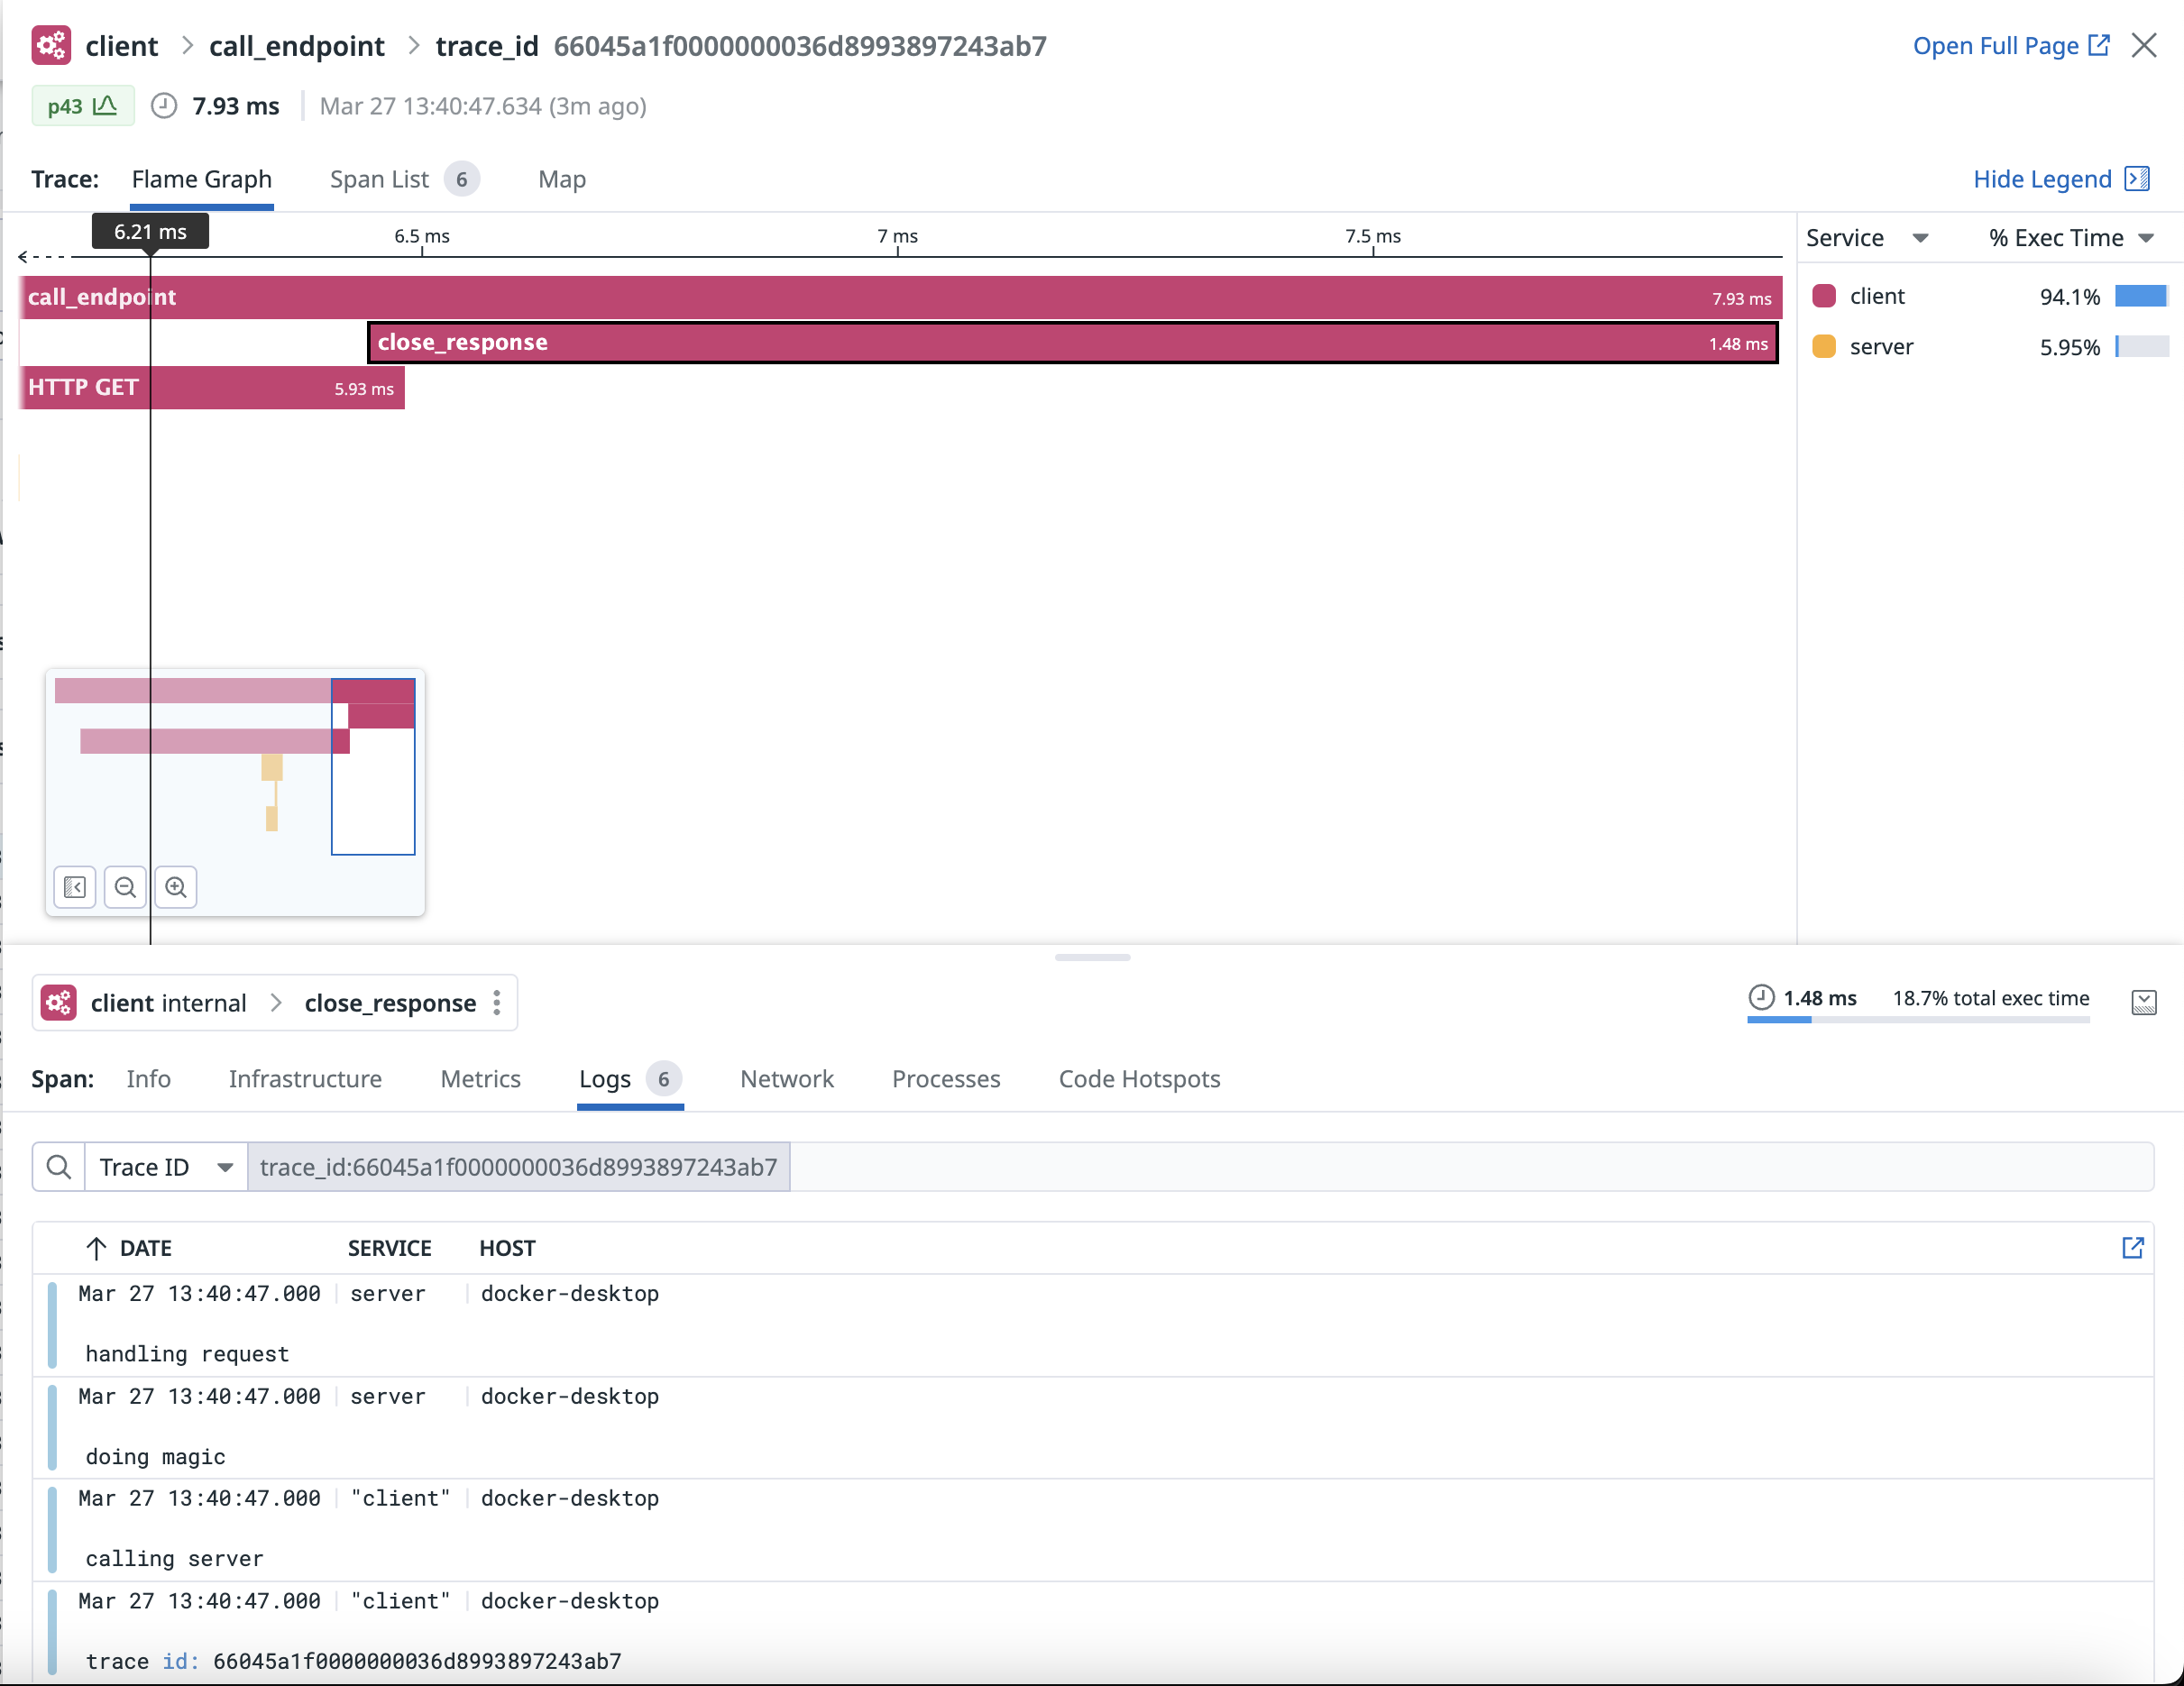 client > call_endpoint > trace_id 66045a1f0000000036d8993897243ab7
Open Full Page
p43 7.93 ms Mar 27 13:40:47.634 (3m ago)
Trace: Flame Graph Span List 6 Map
Hide Legend
6.21 ms 6.5 ms 7 ms 7.5 ms
Service % Exec Time
call_endpoint 7.93 ms
client 94.1%
close_response 1.48 ms
server 5.95%
HTTP GET 5.93 ms
client internal > close_response
1.48 ms 18.7% total exec time
Span: Info Infrastructure Metrics Logs 6 Network Processes Code Hotspots
Trace ID trace_id:66045a1f0000000036d8993897243ab7
DATE SERVICE HOST
Mar 27 13:40:47.000 server docker-desktop
handling request
Mar 27 13:40:47.000 server docker-desktop
doing magic
Mar 27 13:40:47.000 "client" docker-desktop
calling server
Mar 27 13:40:47.000 "client" docker-desktop
trace id: 66045a1f0000000036d8993897243ab7